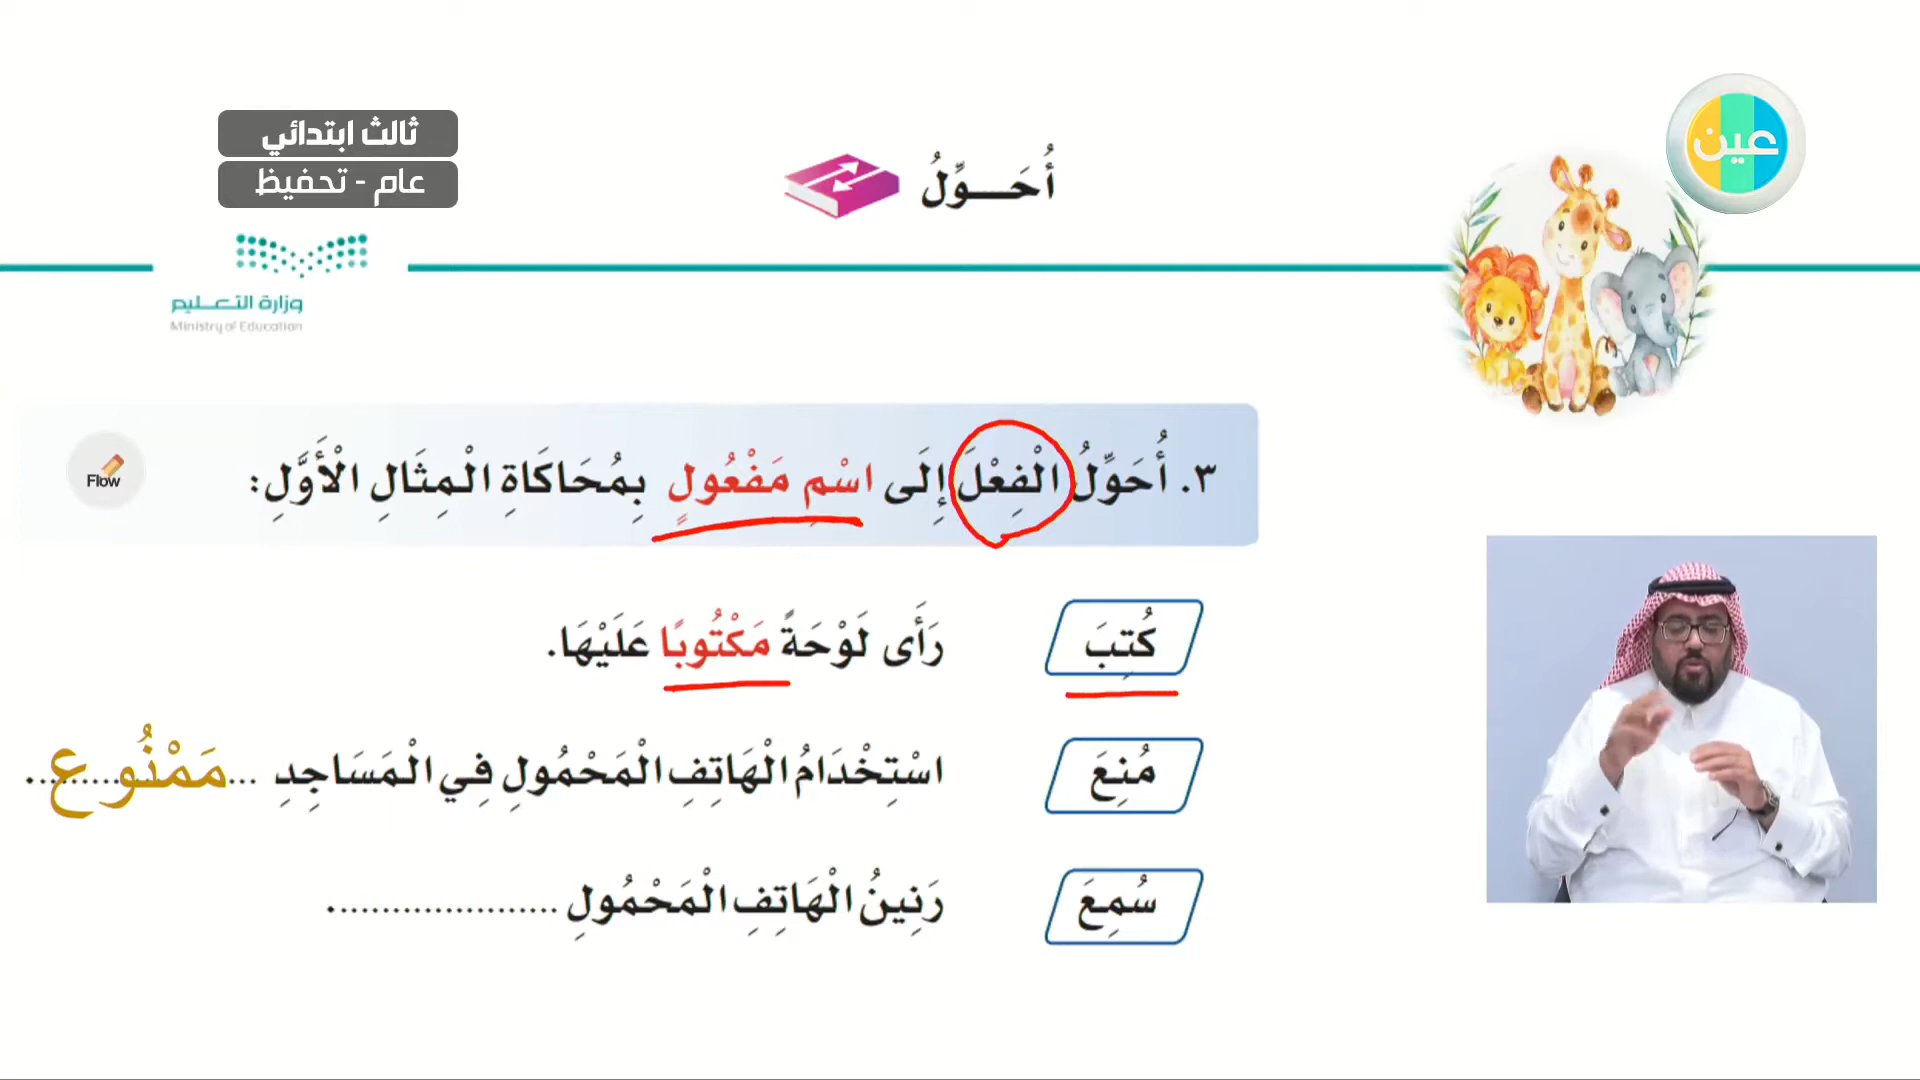 ثالث ابتدائي
عام - تحفيظ
عين
أُحَـــوِّلُ
وزارة التعـــليم
Ministry of Education
٣. أُحَوِّلُ الْفِعْلَ إِلَى اسْمِ مَفْعُولٍ بِمُحَاكَاةِ الْمِثَالِ الْأَوَّلِ:
Flow
كُتِبَ رَأَى لَوْحَةً مَكْتُوبًا عَلَيْهَا.
مُنِعَ اسْتِخْدَامُ الْهَاتِفِ الْمَحْمُولِ فِي الْمَسَاجِدِ ...مَمْنُوع...
سُمِعَ رَنِينُ الْهَاتِفِ الْمَحْمُولِ .....................